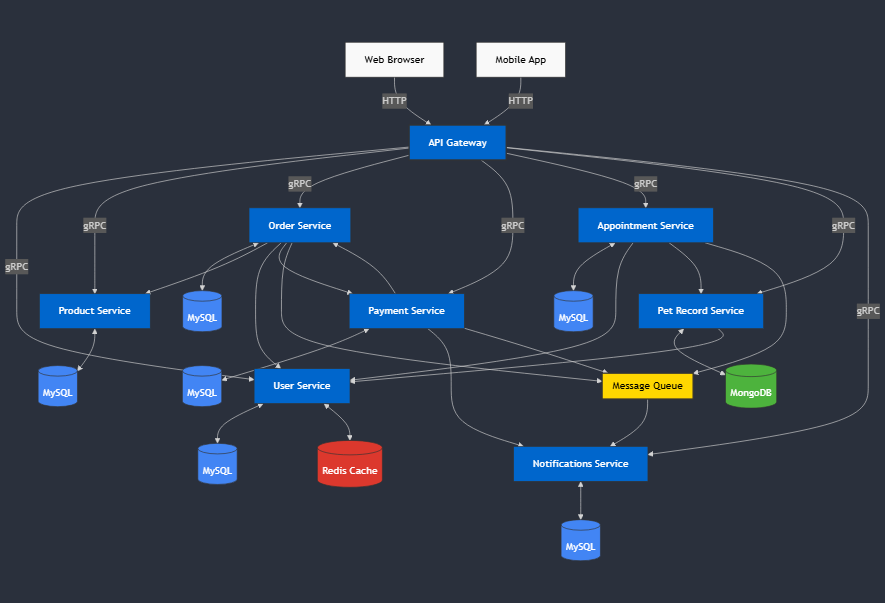 Web Browser
Mobile App
HTTP
HTTP
API Gateway
gRPC
gRPC
Order Service
Appointment Service
gRPC
gRPC
gRPC
gRPC
Product Service
MySQL
Payment Service
MySQL
Pet Record Service
gRPC
MySQL
MySQL
User Service
Message Queue
MongoDB
MySQL
Redis Cache
Notifications Service
MySQL